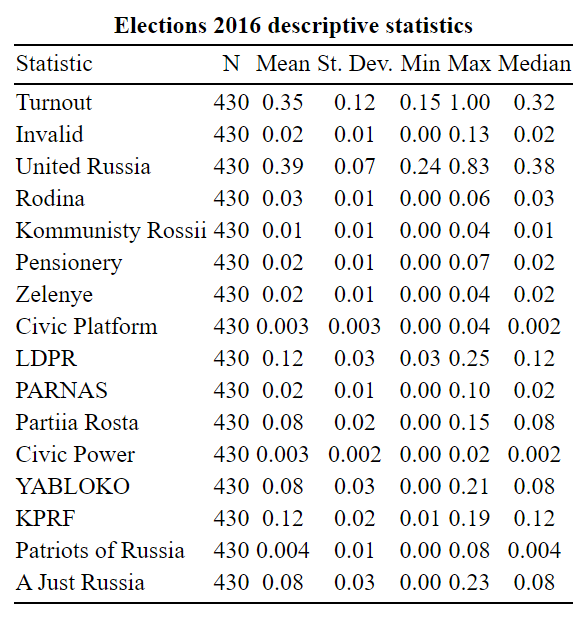 Elections 2016 descriptive statistics
Statistic N Mean St. Dev. Min Max Median
Turnout 430 0.35 0.12 0.15 1.00 0.32
Invalid 430 0.02 0.01 0.00 0.13 0.02
United Russia 430 0.39 0.07 0.24 0.83 0.38
Rodina 430 0.03 0.01 0.00 0.06 0.03
Kommunisty Rossii 430 0.01 0.01 0.00 0.04 0.01
Pensionery 430 0.02 0.01 0.00 0.07 0.02
Zelenye 430 0.02 0.01 0.00 0.04 0.02
Civic Platform 430 0.003 0.003 0.00 0.04 0.002
LDPR 430 0.12 0.03 0.03 0.25 0.12
PARNAS 430 0.02 0.01 0.00 0.10 0.02
Partiia Rosta 430 0.08 0.02 0.00 0.15 0.08
Civic Power 430 0.003 0.002 0.00 0.02 0.002
YABLOKO 430 0.08 0.03 0.00 0.21 0.08
KPRF 430 0.12 0.02 0.01 0.19 0.12
Patriots of Russia 430 0.004 0.01 0.00 0.08 0.004
A Just Russia 430 0.08 0.03 0.00 0.23 0.08